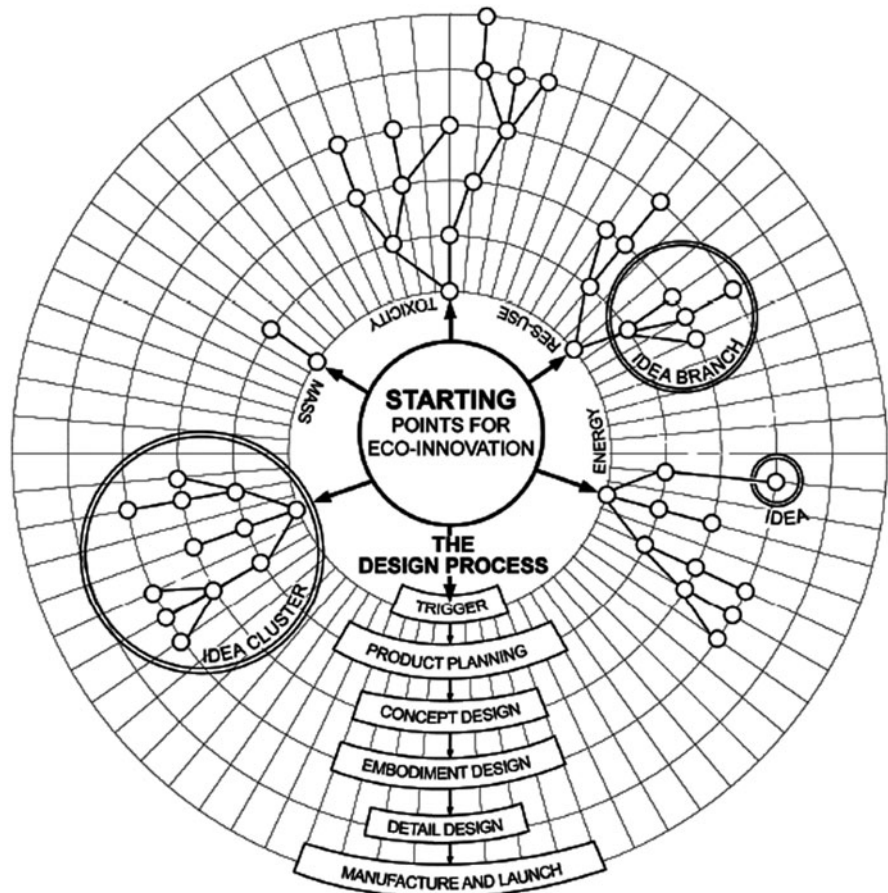 TOXICITY
RES-USE
MASS
ENERGY
STARTING
POINTS FOR
ECO-INNOVATION
IDEA BRANCH
IDEA
IDEA CLUSTER
THE
DESIGN PROCESS
TRIGGER
PRODUCT PLANNING
CONCEPT DESIGN
EMBODIMENT DESIGN
DETAIL DESIGN
MANUFACTURE AND LAUNCH